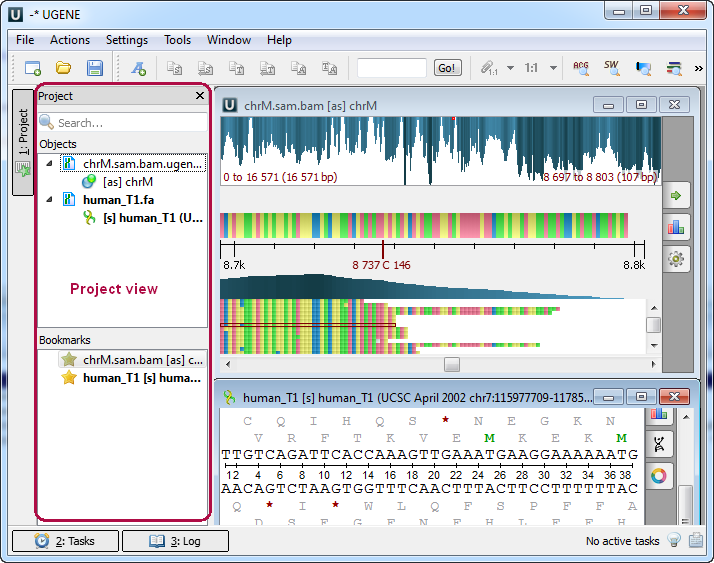 -* UGENE
File Actions Settings Tools Window Help
Go! 1:1 ACG SW »
Project
1: Project
Search...
Objects
chrM.sam.bam.ugen...
[as] chrM
human_T1.fa
[s] human_T1 (U...
Project view
Bookmarks
chrM.sam.bam [as] c...
human_T1 [s] huma...
chrM.sam.bam [as] chrM
0 to 16 571 (16 571 bp) 8 697 to 8 803 (107 bp)
8.7k 8 737 C 146 8.8k
human_T1 [s] human_T1 (UCSC April 2002 chr7:115977709-11785...
C Q I H Q S * N E G K N
V R F T K V E M K E K M
TTGTCAGATTCACCAAAGTTGAAATGAAGGAAAAAATG
12 4 6 8 10 12 14 16 18 20 22 24 26 28 30 32 34 36 38
AACAGTCTAAGTGGTTTCAACTTTACTTCCTTTTTTAC
Q * I * W L Q F S P F F A
2: Tasks 3: Log No active tasks